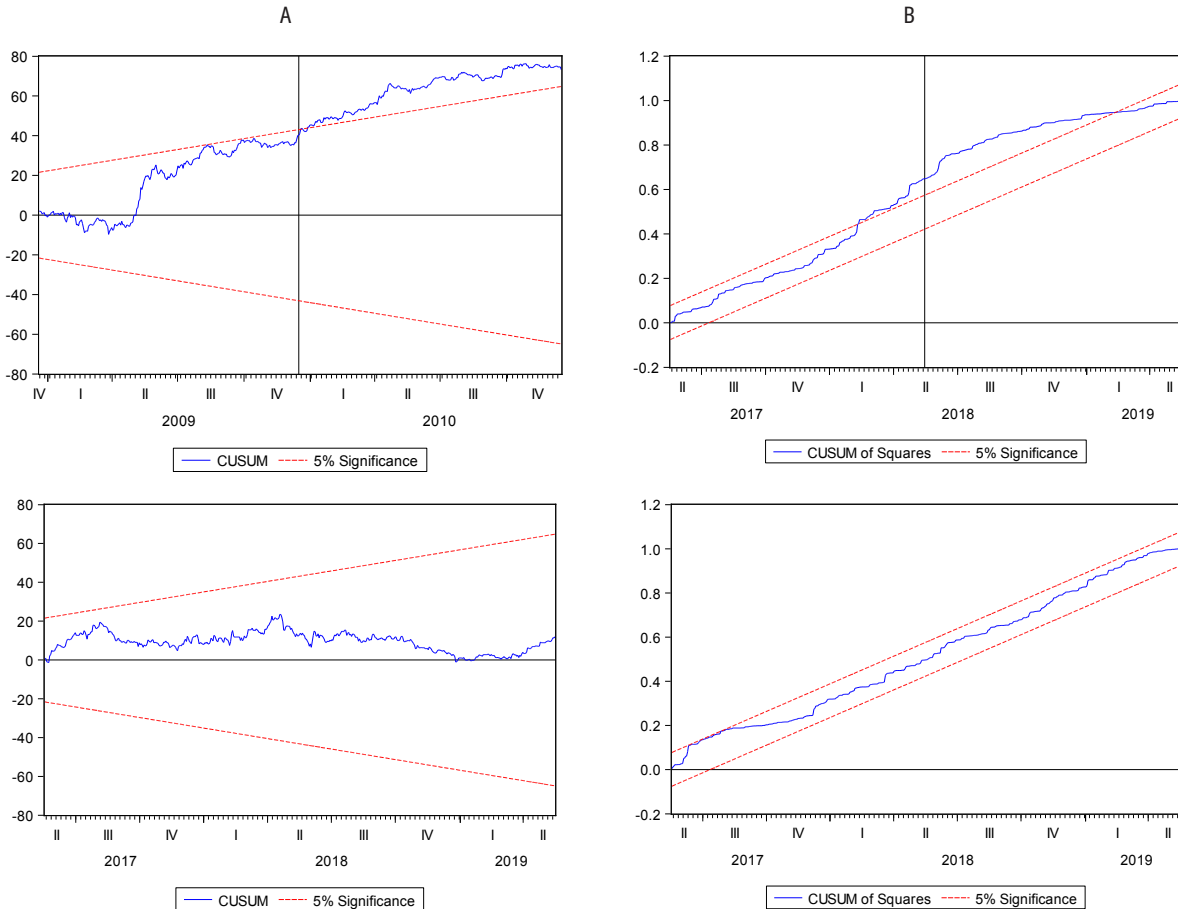 A B
80
60
40
20
0
-20
-40
-60
-80
IV I II III IV I II III IV
2009 2010
CUSUM 5% Significance
1.2
1.0
0.8
0.6
0.4
0.2
0.0
-0.2
II III IV I II III IV I II
2017 2018 2019
CUSUM of Squares 5% Significance
80
60
40
20
0
-20
-40
-60
-80
II III IV I II III IV I II
2017 2018 2019
CUSUM 5% Significance
1.2
1.0
0.8
0.6
0.4
0.2
0.0
-0.2
II III IV I II III IV I II
2017 2018 2019
CUSUM of Squares 5% Significance